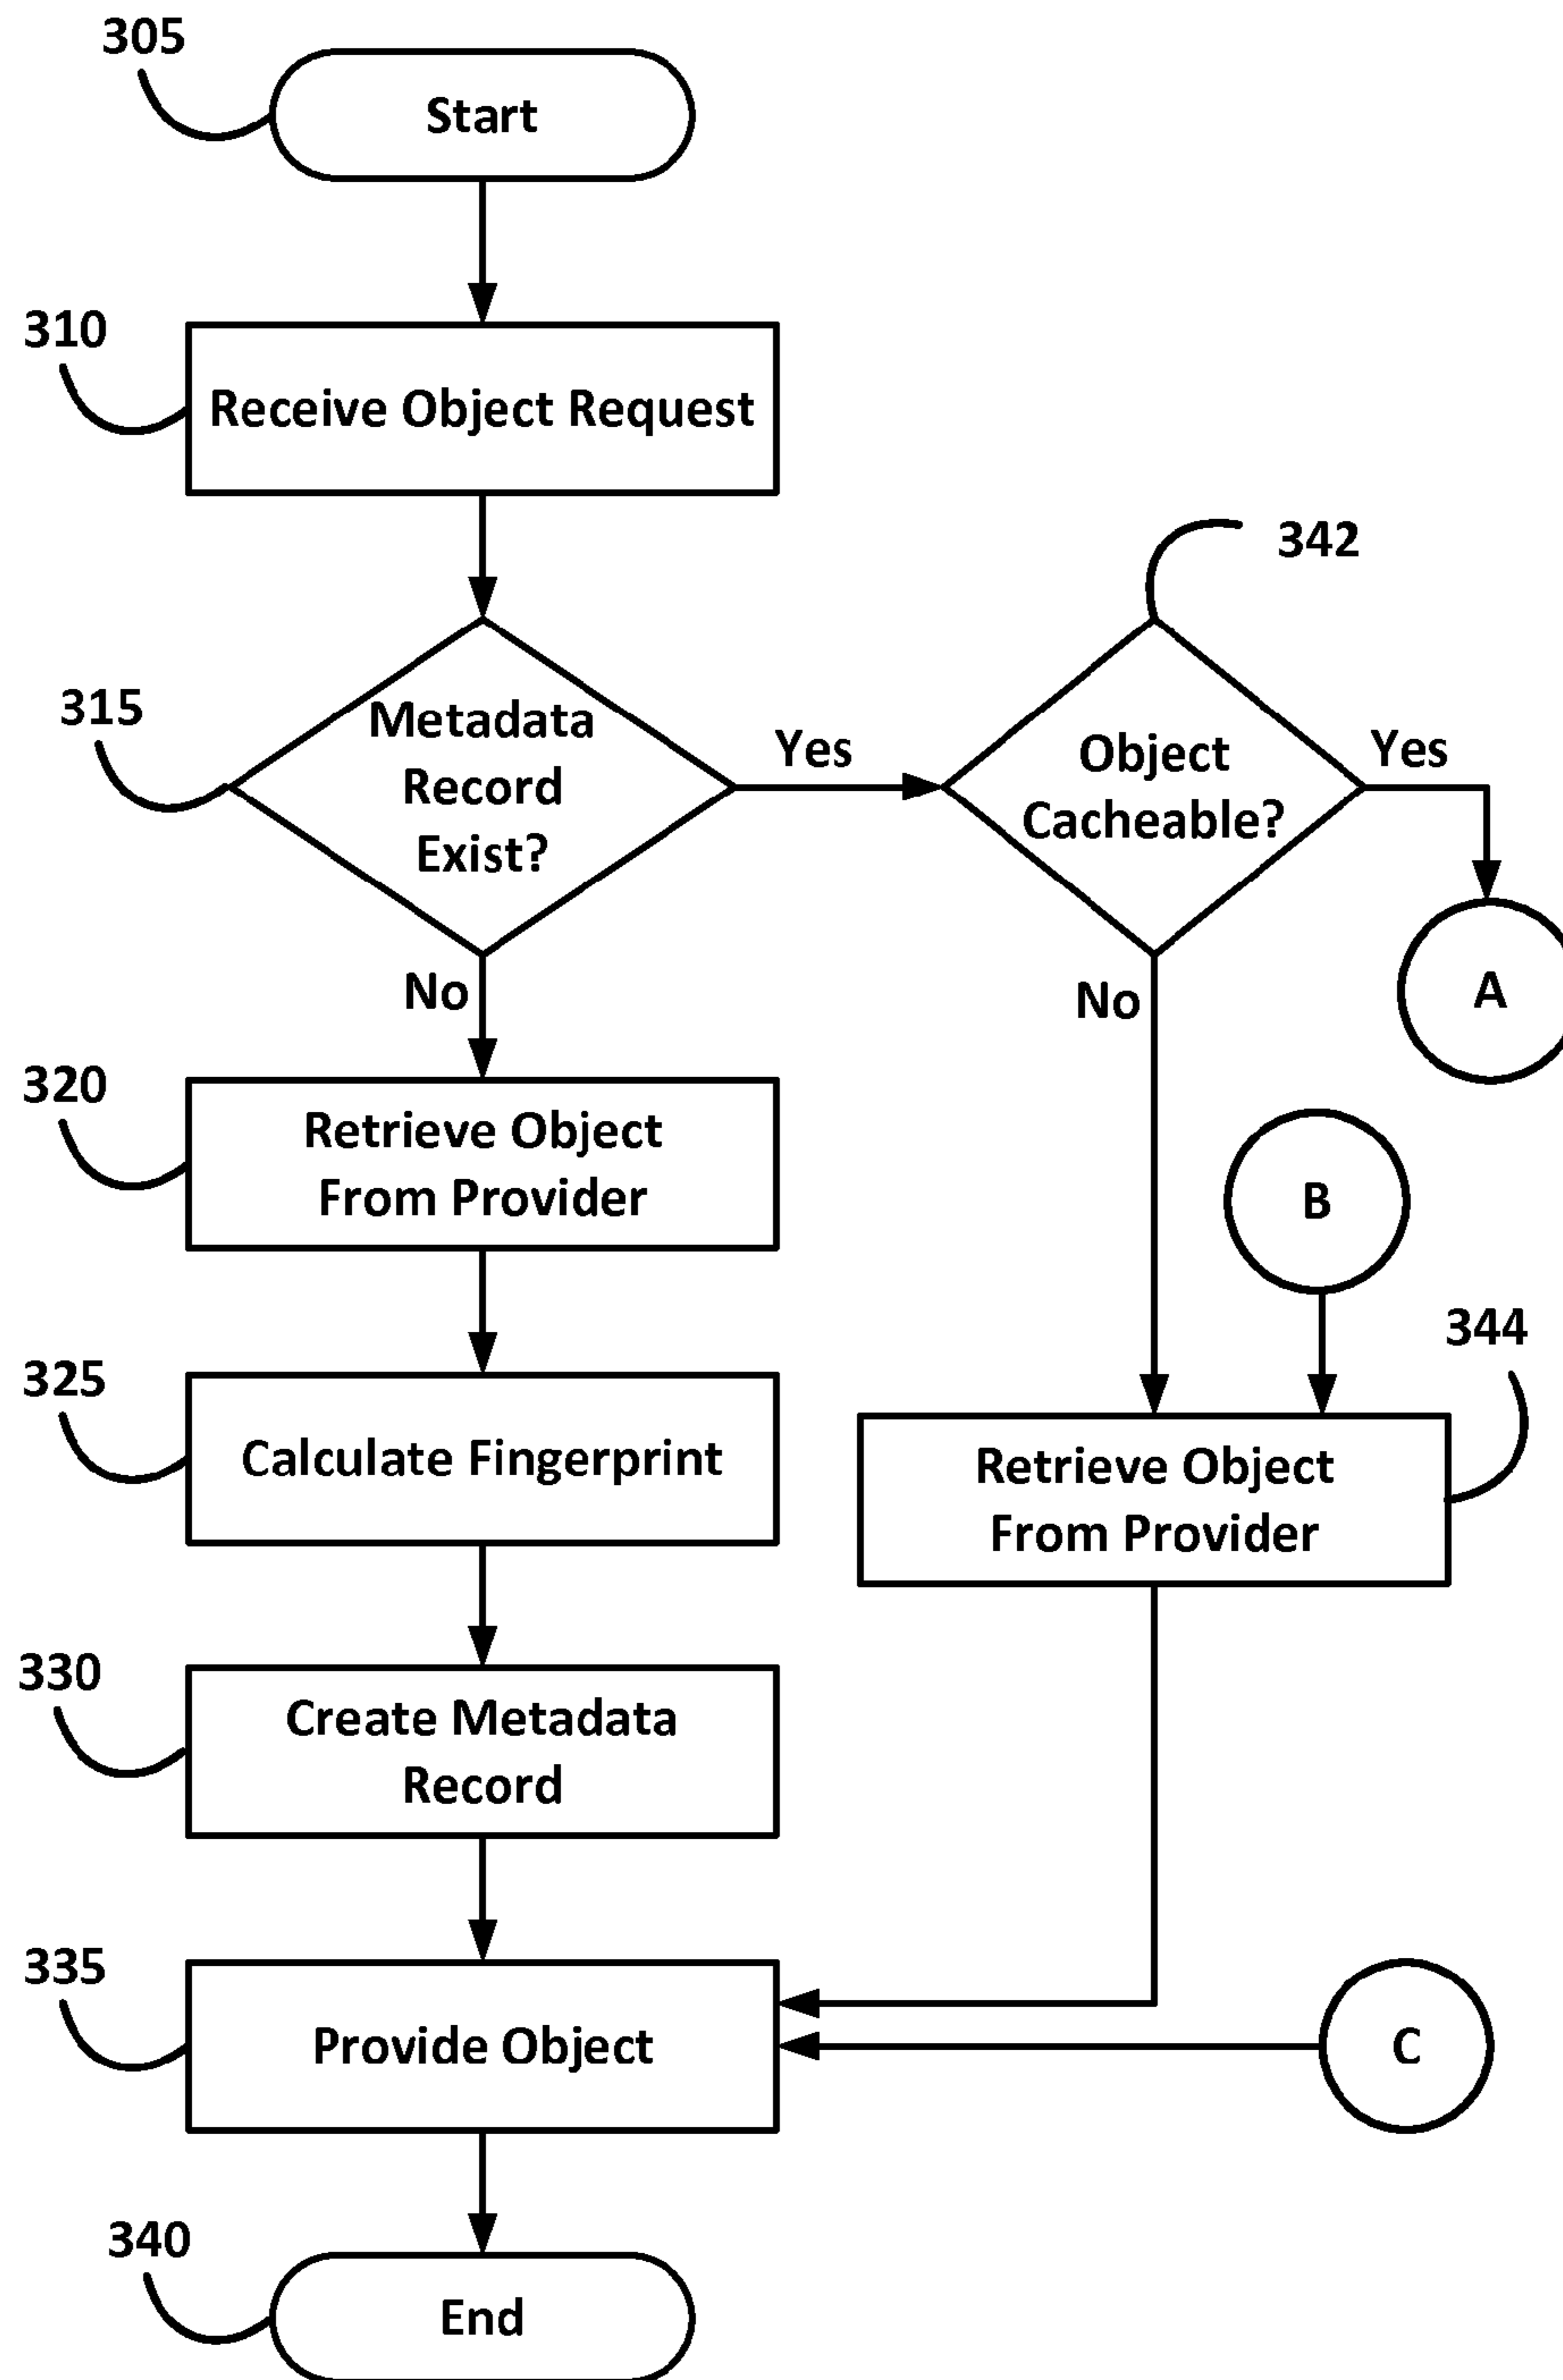 305
Start
310
Receive Object Request
342
315
Metadata
Record
Exist?
Yes
Object
Cacheable?
Yes
No
No
A
320
Retrieve Object
From Provider
B
344
325
Calculate Fingerprint
Retrieve Object
From Provider
330
Create Metadata
Record
335
Provide Object
C
340
End